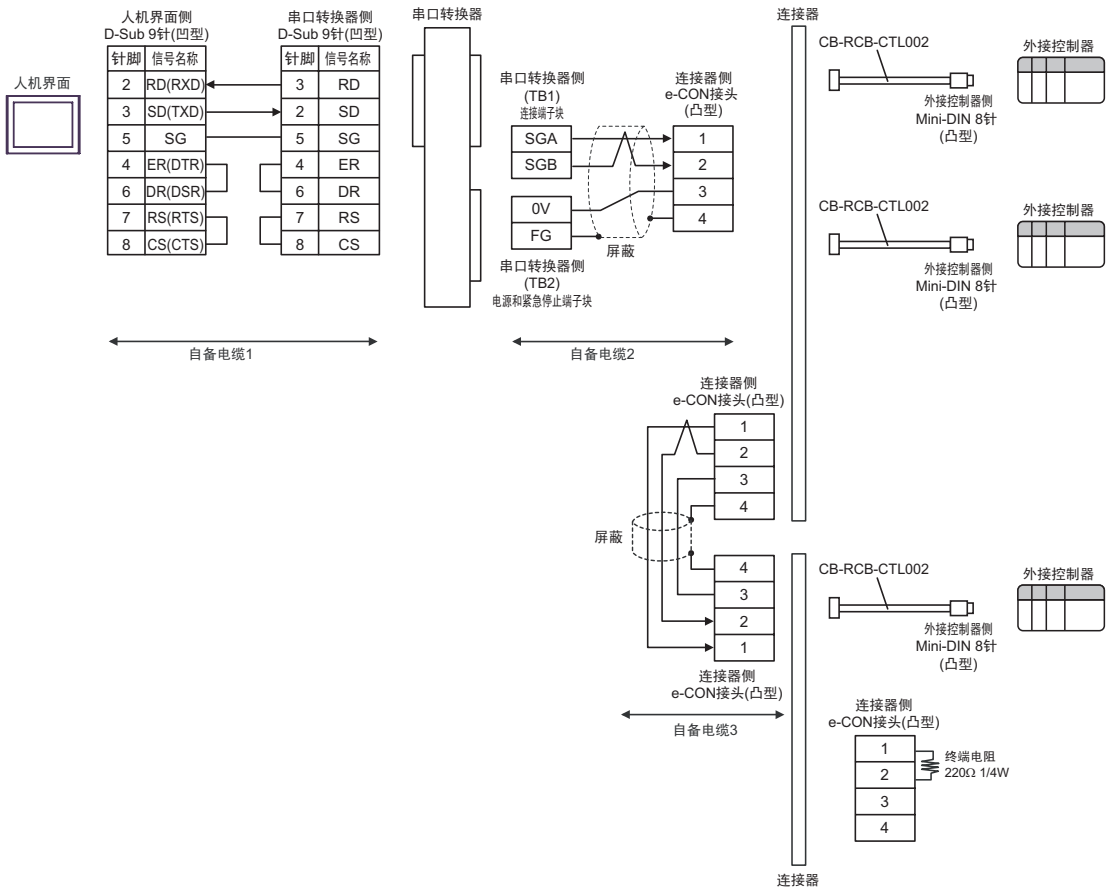 人机界面
人机界面侧
D-Sub 9针(凹型)
针脚 信号名称
2 RD(RXD)
3 SD(TXD)
5 SG
4 ER(DTR)
6 DR(DSR)
7 RS(RTS)
8 CS(CTS)
串口转换器侧
D-Sub 9针(凹型)
针脚 信号名称
3 RD
2 SD
5 SG
4 ER
6 DR
7 RS
8 CS
自备电缆1
串口转换器
串口转换器侧
(TB1)
连接端子块
SGA
SGB
0V
FG
串口转换器侧
(TB2)
电源和紧急停止端子块
屏蔽
连接器侧
e-CON接头
(凸型)
1
2
3
4
自备电缆2
连接器
CB-RCB-CTL002
外接控制器侧
Mini-DIN 8针
(凸型)
外接控制器
CB-RCB-CTL002
外接控制器侧
Mini-DIN 8针
(凸型)
外接控制器
连接器侧
e-CON接头(凸型)
1
2
3
4
屏蔽
4
3
2
1
连接器侧
e-CON接头(凸型)
自备电缆3
CB-RCB-CTL002
外接控制器侧
Mini-DIN 8针
(凸型)
外接控制器
连接器侧
e-CON接头(凸型)
1
2
3
4
终端电阻
220Ω 1/4W
连接器